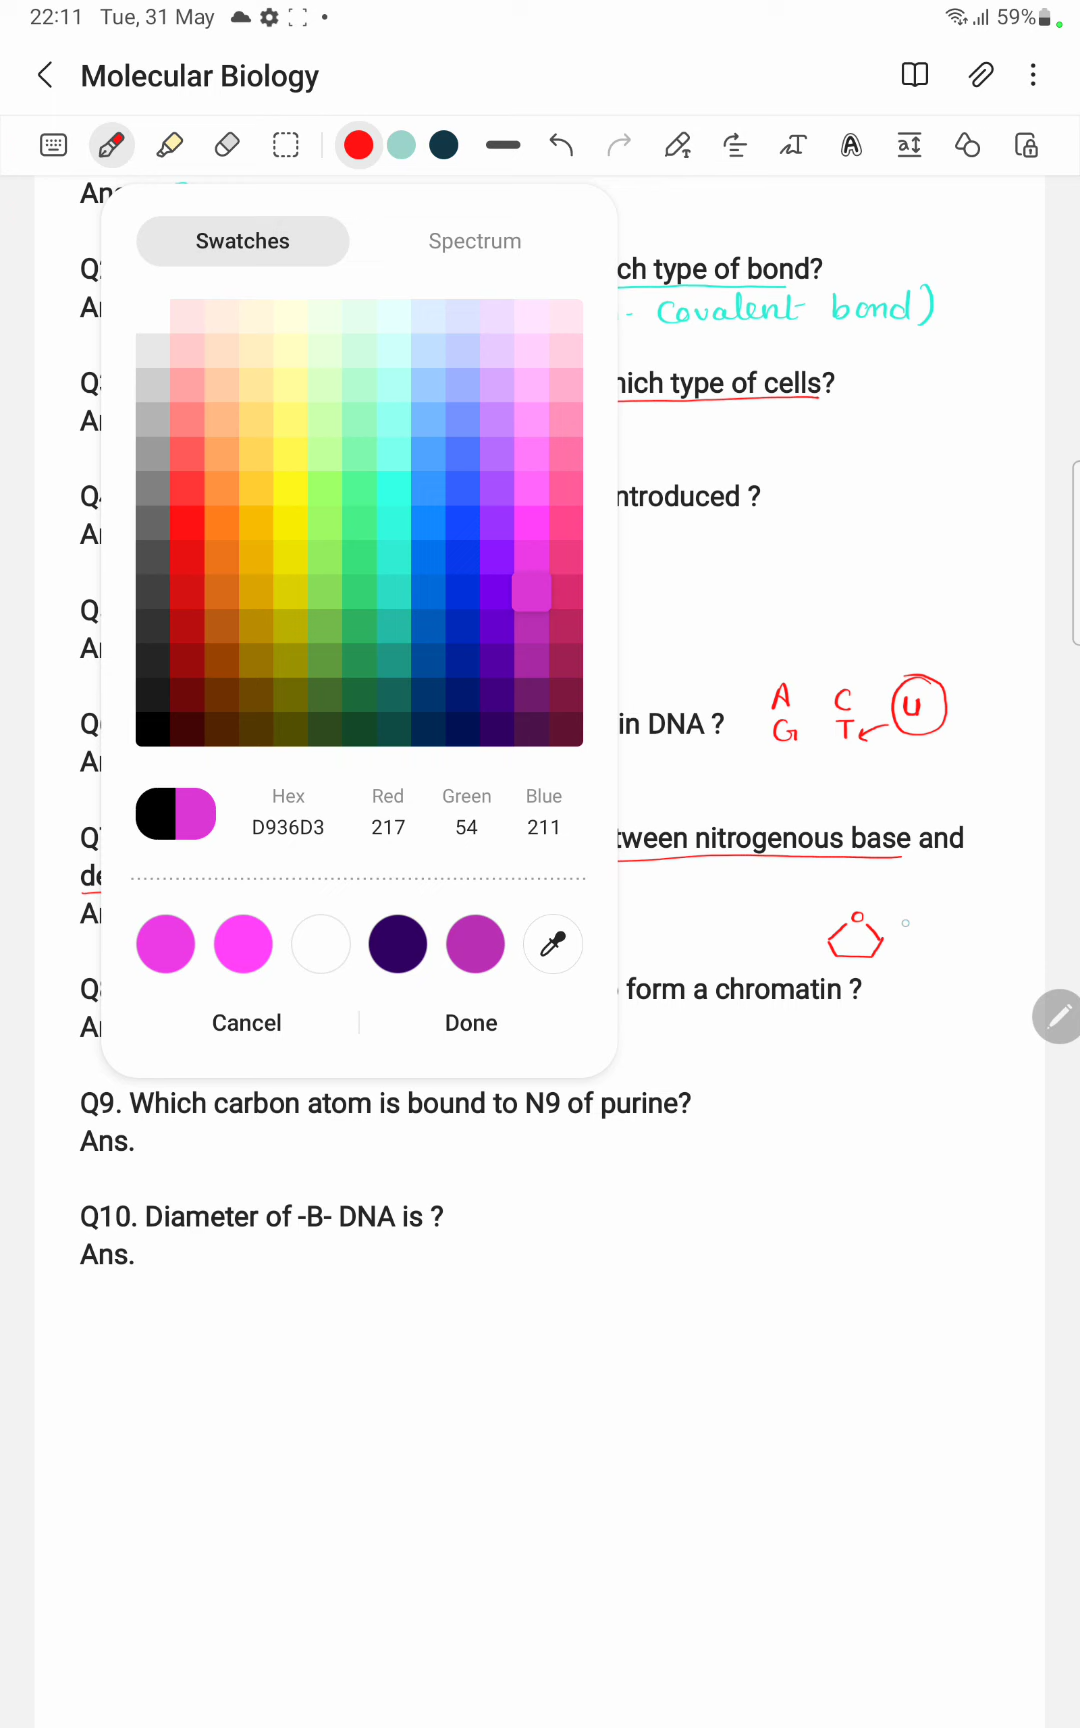 22:11 Tue, 31 May 59%
Molecular Biology
Swatches
Spectrum
ch type of bond?
- Covalent bond)
hich type of cells?
ntroduced ?
in DNA ?
A C U
G T
tween nitrogenous base and
Hex Red Green Blue
D936D3 217 54 211
form a chromatin ?
Cancel Done
Q9. Which carbon atom is bound to N9 of purine?
Ans.
Q10. Diameter of -B- DNA is ?
Ans.